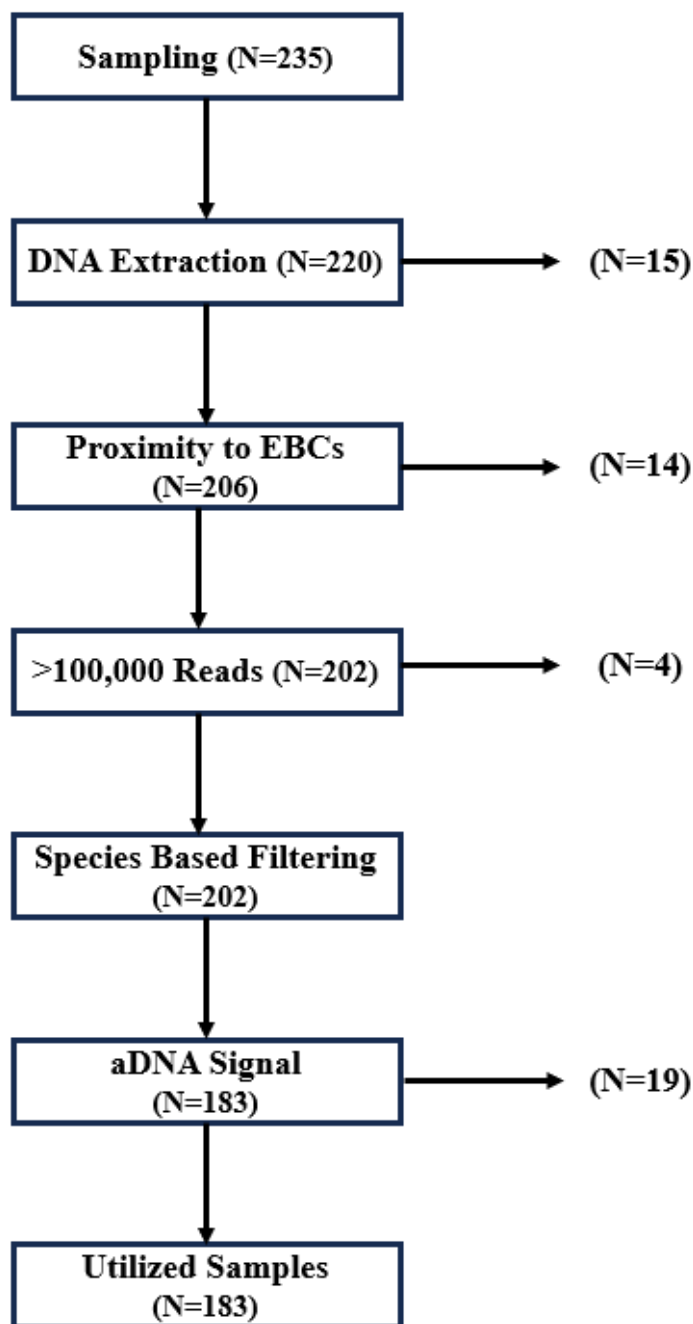 Sampling (N=235)
DNA Extraction (N=220)
(N=15)
Proximity to EBCs
(N=206)
(N=14)
>100,000 Reads (N=202)
(N=4)
Species Based Filtering
(N=202)
aDNA Signal
(N=183)
(N=19)
Utilized Samples
(N=183)